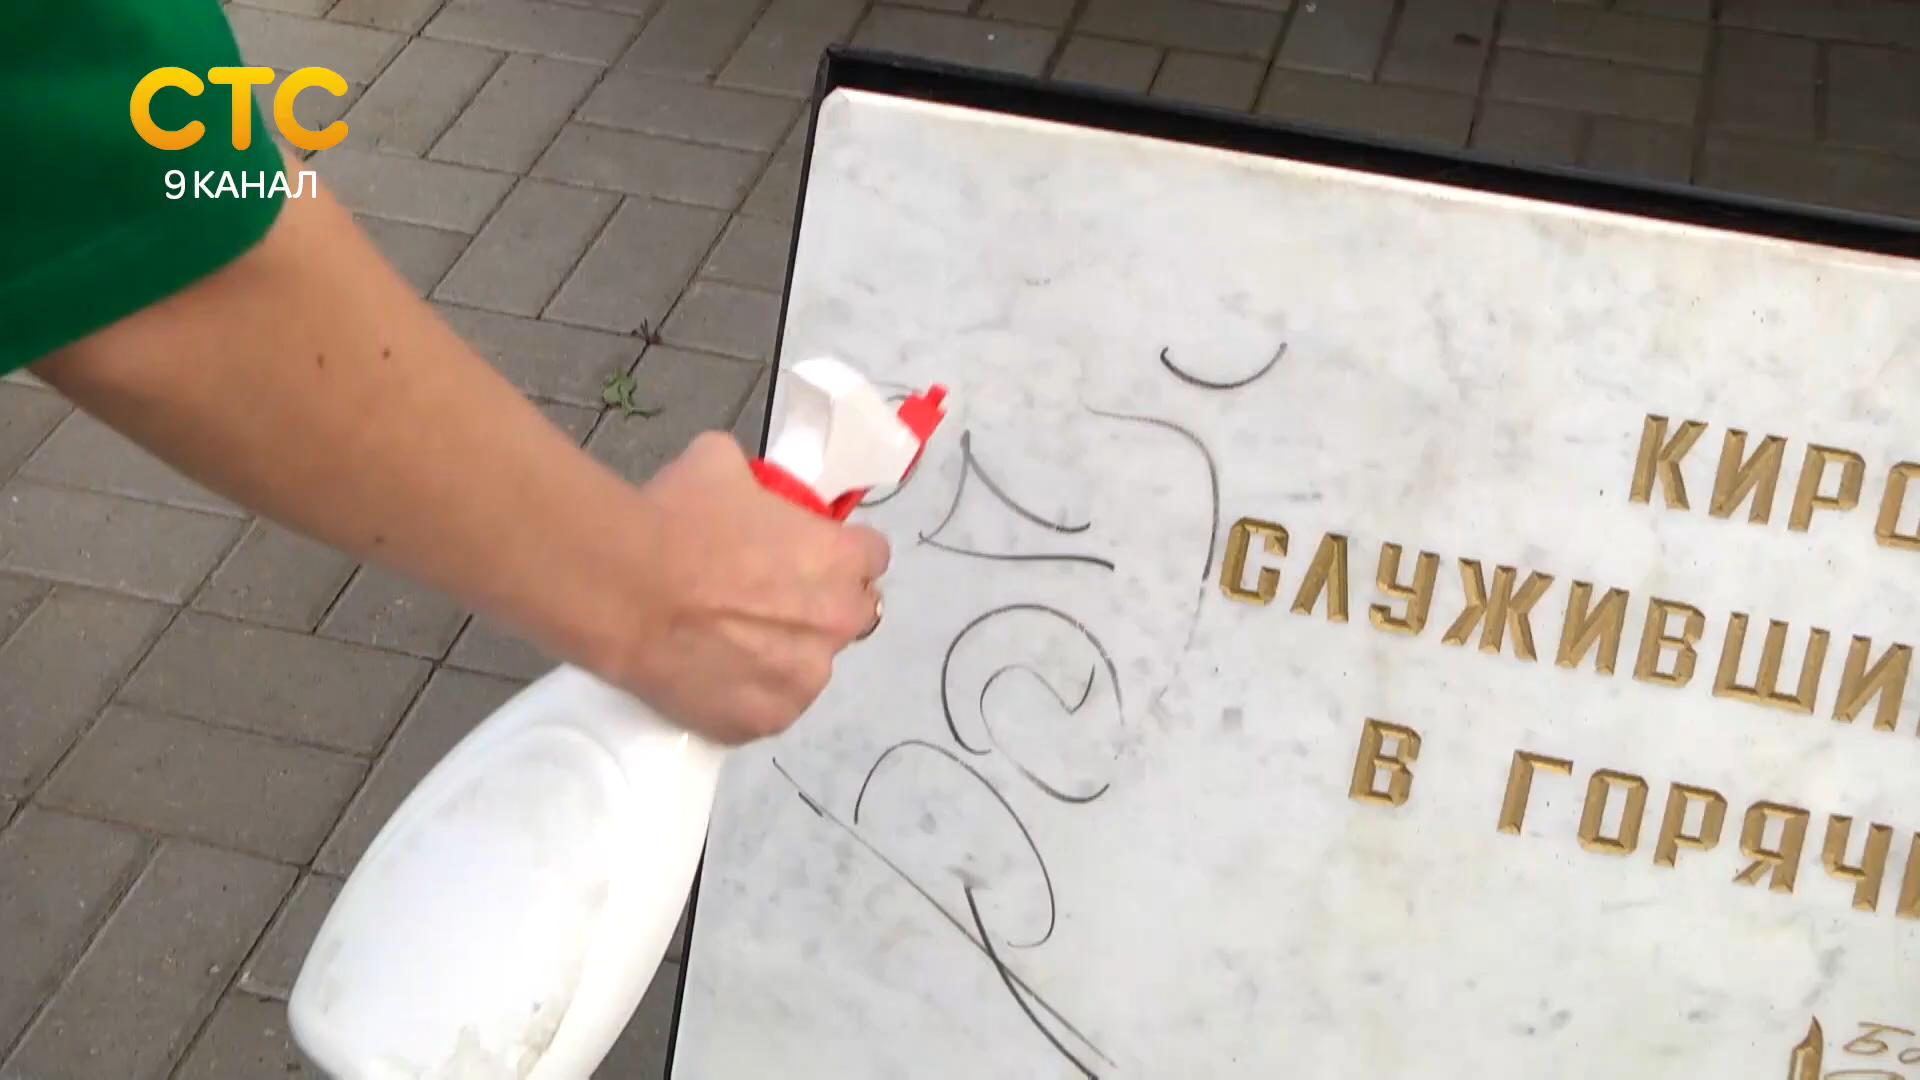 СТС
9 КАНАЛ
КИРО
СЛУЖИВШИ
В ГОРЯЧ